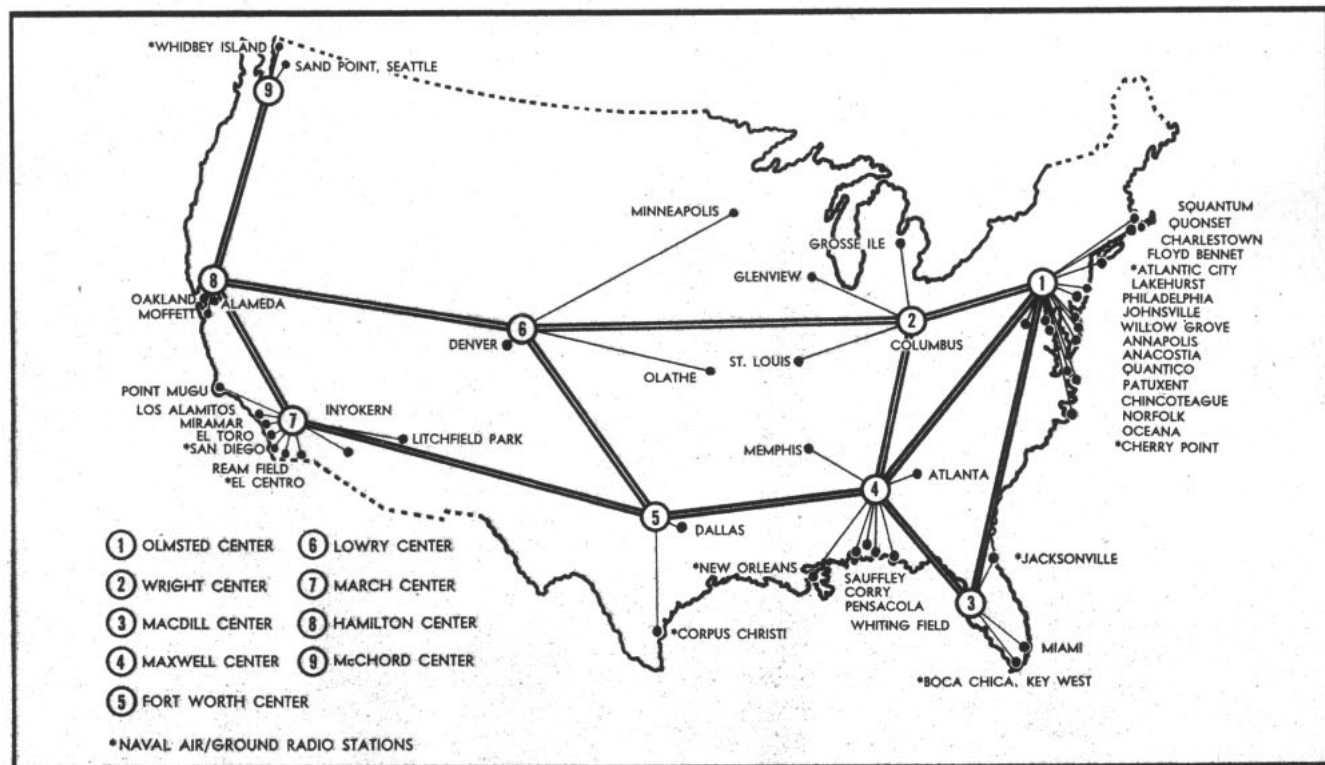 *WHIDBEY ISLAND
SAND POINT, SEATTLE
9
MINNEAPOLIS
GROSSE ILE
GLENVIEW
SQUANTUM
QUONSET
CHARLESTOWN
FLOYD BENNET
*ATLANTIC CITY
LAKEHURST
PHILADELPHIA
JOHNSVILLE
WILLOW GROVE
ANNAPOLIS
ANACOSTIA
QUANTICO
PATUXENT
CHINCOTEAGUE
NORFOLK
OCEANA
*CHERRY POINT
8
1
OAKLAND
ALAMEDA
MOFFETT
6
2
DENVER
COLUMBUS
OLATHE
ST. LOUIS
POINT MUGU
LOS ALAMITOS
MIRAMAR
EL TORO
*SAN DIEGO
REAM FIELD
*EL CENTRO
7
INYOKERN
LITCHFIELD PARK
MEMPHIS
4
ATLANTA
5
DALLAS
*NEW ORLEANS
SAUFFLEY
CORRY
PENSACOLA
WHITING FIELD
*JACKSONVILLE
3
MIAMI
*BOCA CHICA, KEY WEST
*CORPUS CHRISTI
1 OLMSTED CENTER
2 WRIGHT CENTER
3 MACDILL CENTER
4 MAXWELL CENTER
5 FORT WORTH CENTER
6 LOWRY CENTER
7 MARCH CENTER
8 HAMILTON CENTER
9 McCHORD CENTER
*NAVAL AIR/GROUND RADIO STATIONS